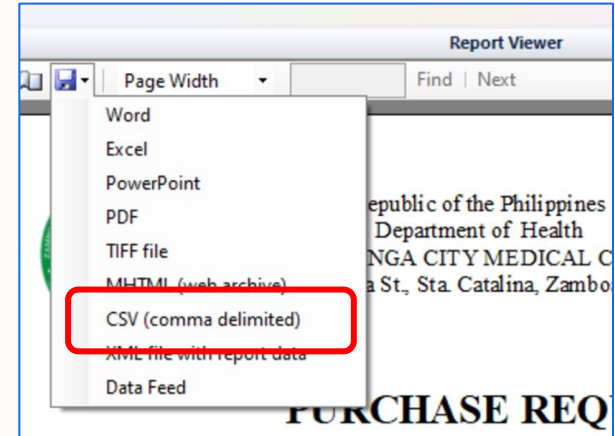 Report Viewer
Page Width Find | Next
Word
Excel
PowerPoint
PDF
TIFF file
MHTML (web archive)
CSV (comma delimited)
XML file with report data
Data Feed
epublic of the Philippines
Department of Health
NGA CITY MEDICAL C
a St., Sta. Catalina, Zambo
PURCHASE REQ